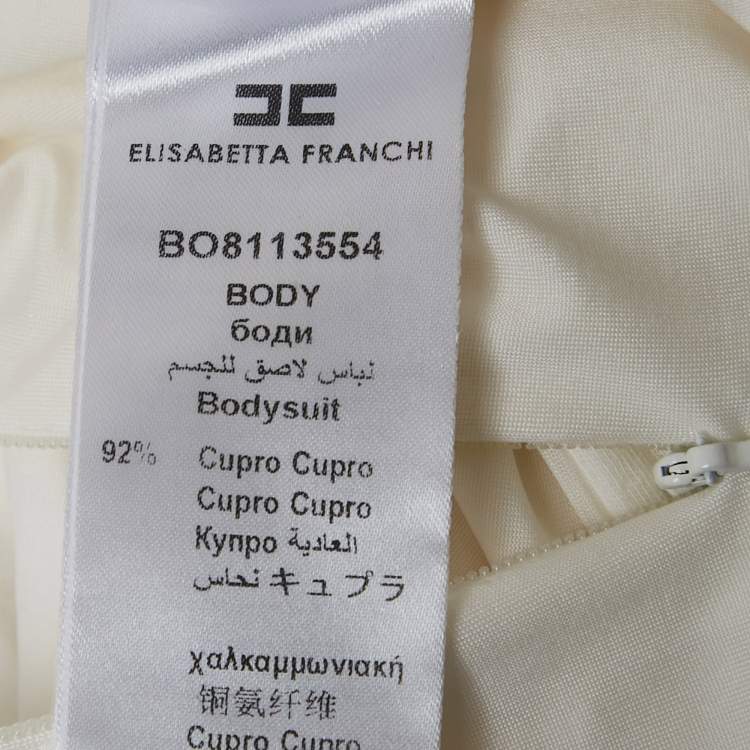 ELISABETTA FRANCHI
BO8113554
BODY
боди
لباس لاصق للجسم
Bodysuit
92% Cupro Cupro
Cupro Cupro
Купро العادية
نحاس キュプラ
χαλκαμμωνιακή
铜氨纤维
Cupro Cupro